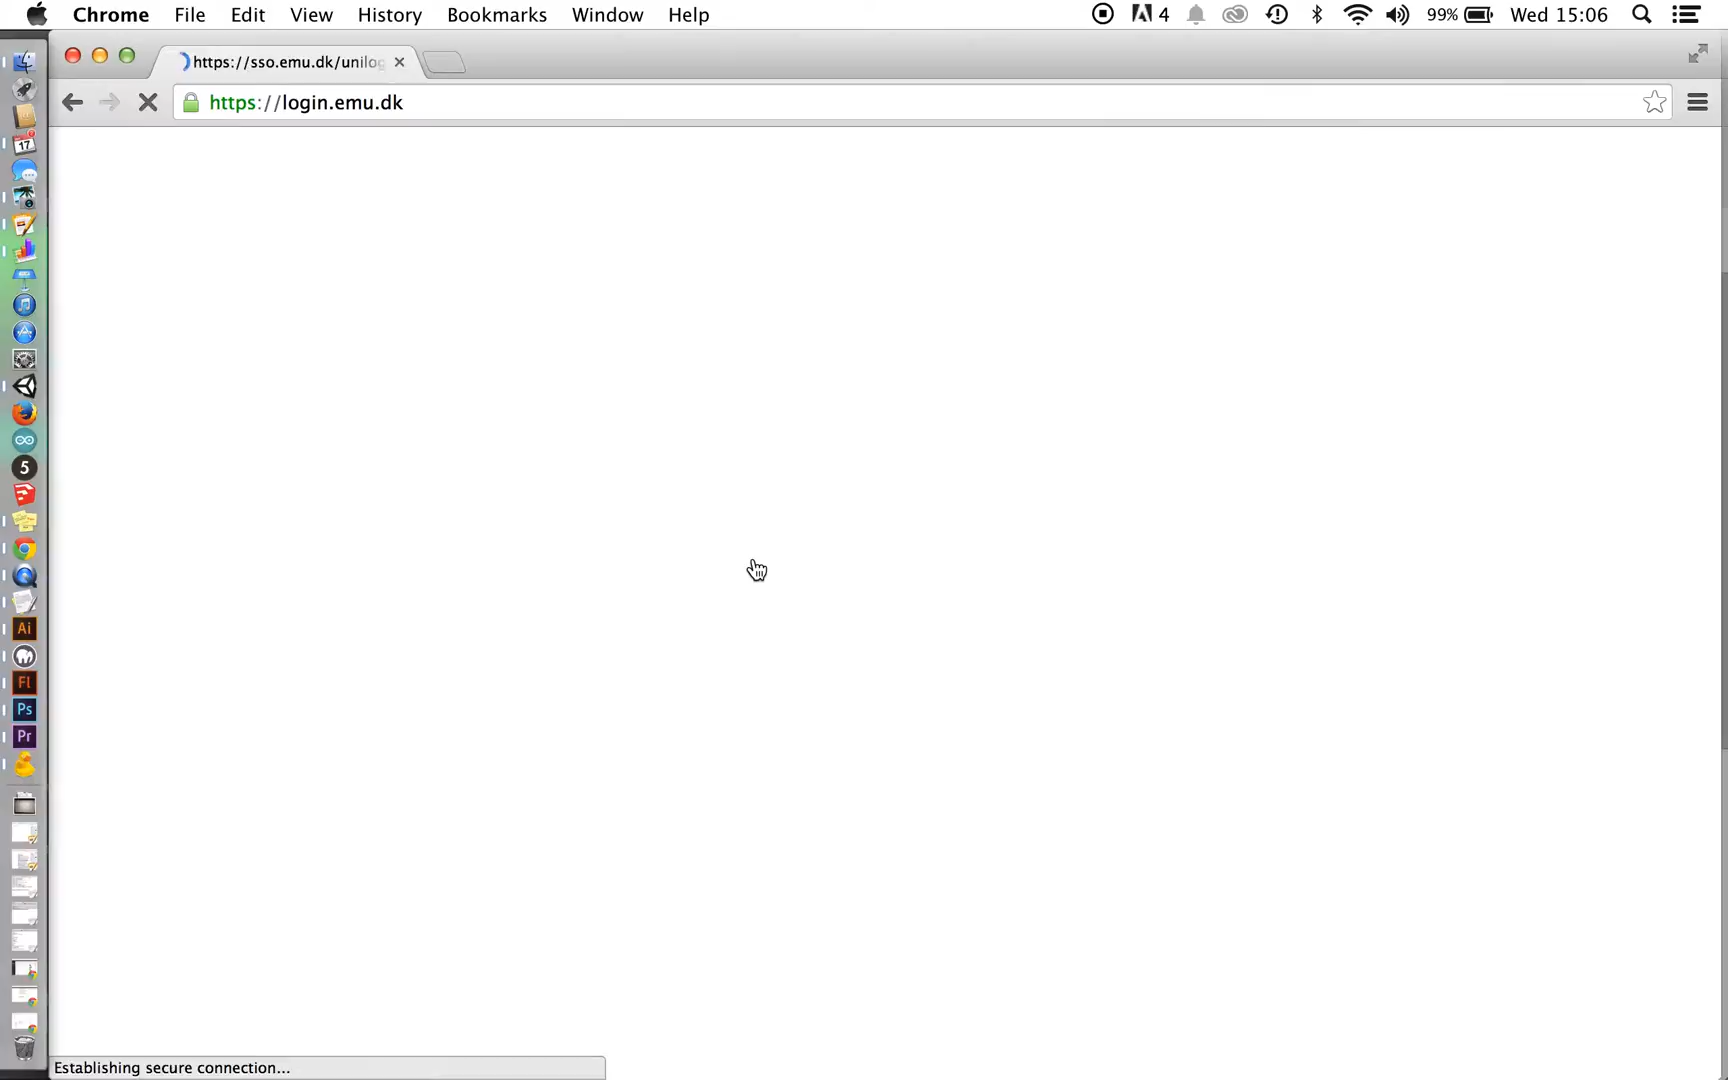 Chrome File Edit View History Bookmarks Window Help 4 99% Wed 15:06
https://sso.emu.dk/unilog
https://login.emu.dk
17
5
Ai
Fl
Ps
Pr
Establishing secure connection...